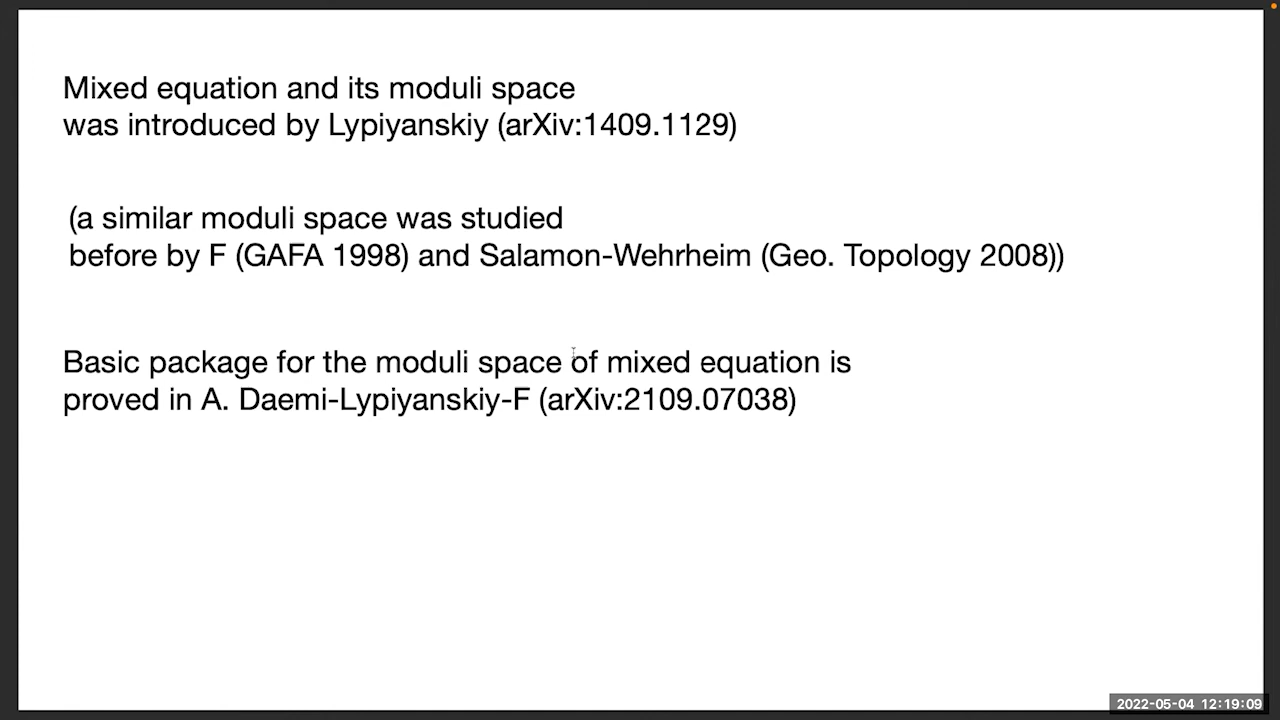 Mixed equation and its moduli space
was introduced by Lypiyanskiy (arXiv:1409.1129)
(a similar moduli space was studied
before by F (GAFA 1998) and Salamon-Wehrheim (Geo. Topology 2008))
Basic package for the moduli space of mixed equation is
proved in A. Daemi-Lypiyanskiy-F (arXiv:2109.07038)
2022-05-04 12:19:09